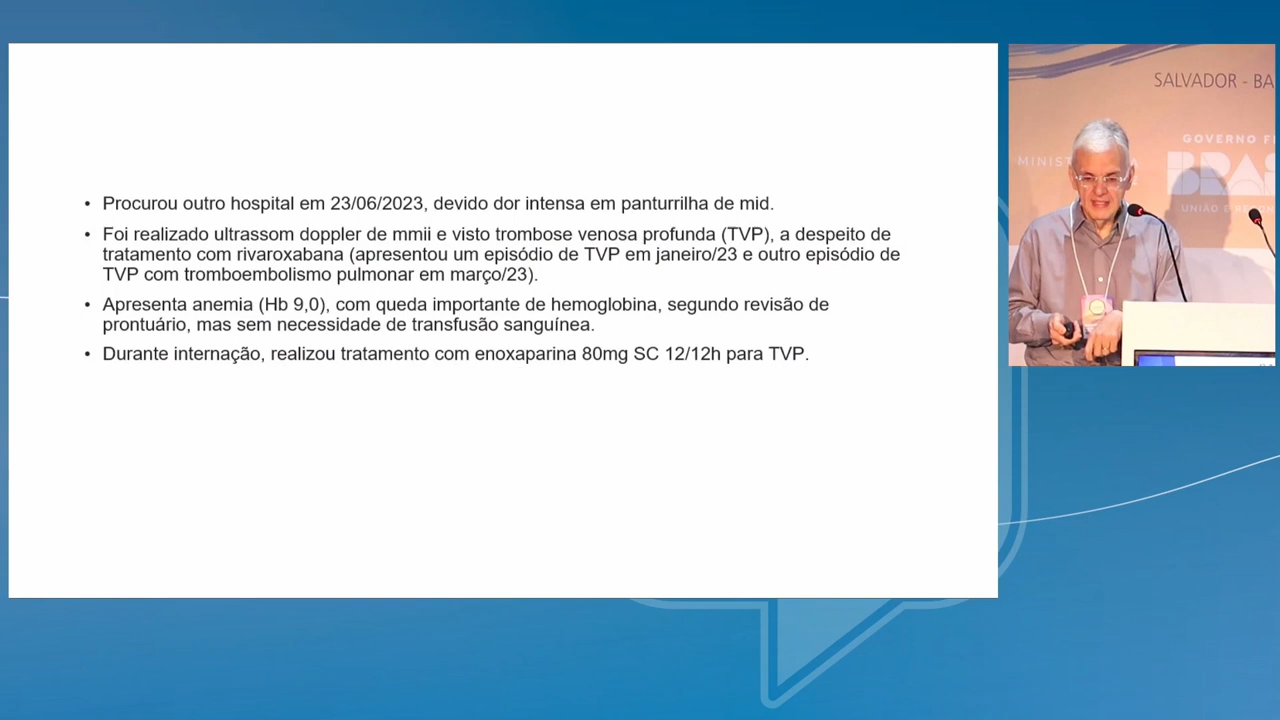 • Procurou outro hospital em 23/06/2023, devido dor intensa em panturrilha de mid.
• Foi realizado ultrassom doppler de mmii e visto trombose venosa profunda (TVP), a despeito de
tratamento com rivaroxabana (apresentou um episódio de TVP em janeiro/23 e outro episódio de
TVP com tromboembolismo pulmonar em março/23).
• Apresenta anemia (Hb 9,0), com queda importante de hemoglobina, segundo revisão de
prontuário, mas sem necessidade de transfusão sanguínea.
• Durante internação, realizou tratamento com enoxaparina 80mg SC 12/12h para TVP.
SALVADOR - BA
GOVERNO F
MINIST
UNIÃO E